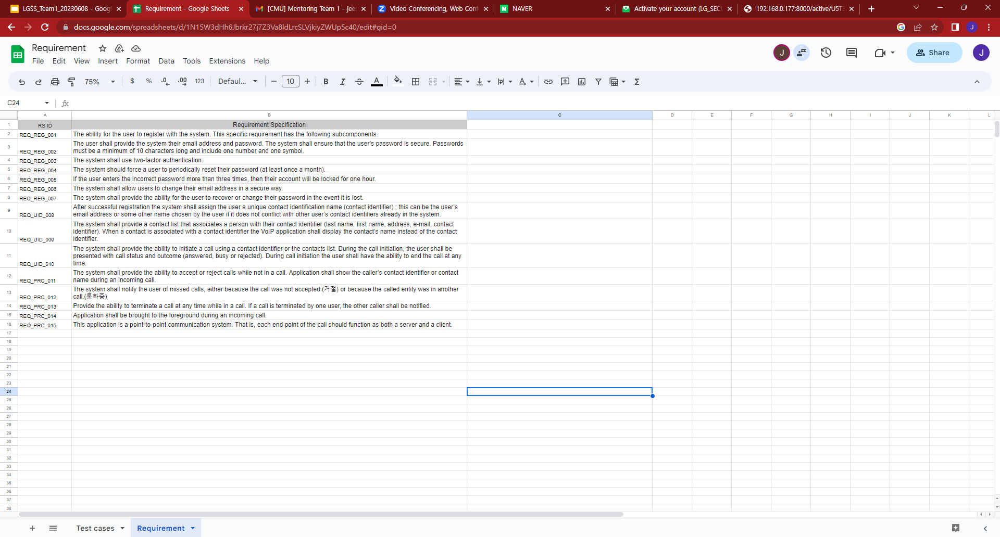 LGSS_Team1_20230608 - Goog
Requirement - Google Sheets
[CMU] Mentoring Team 1 - jee
Video Conferencing, Web Conf
NAVER
Activate your account (LG_SECU
192.168.0.177:8000/active/U5T3
docs.google.com/spreadsheets/d/1N15W3dHh6Jbrkr27j7Z3Va8ldLrcSLVjkiyZWUp5c40/edit#gid=0
J
Requirement
J
Share
J
File Edit View Insert Format Data Tools Extensions Help
75% $ % .0 .00 123 Defaul... 10 B I A
C24 fx
A B C D E F G H I J K L
1 RS ID Requirement Specification
2 REQ_REG_001 The ability for the user to register with the system. This specific requirement has the following subcomponents.
3 REQ_REG_002 The user shall provide the system their email address and password. The system shall ensure that the user's password is secure. Passwords
must be a minimum of 10 characters long and include one number and one symbol.
4 REQ_REG_003 The system shall use two-factor authentication.
5 REQ_REG_004 The system should force a user to periodically reset their password (at least once a month).
6 REQ_REG_005 If the user enters the incorrect password more than three times, then their account will be locked for one hour.
7 REQ_REG_006 The system shall allow users to change their email address in a secure way.
8 REQ_REG_007 The system shall provide the ability for the user to recover or change their password in the event it is lost.
9 REQ_UID_008 After successful registration the system shall assign the user a unique contact identification name (contact identifier) ; this can be the user's
email address or some other name chosen by the user if it does not conflict with other user's contact identifiers already in the system.
10 REQ_UID_009 The system shall provide a contact list that associates a person with their contact identifier (last name, first name, address, e-mail, contact
identifier). When a contact is associated with a contact identifier the VoIP application shall display the contact's name instead of the contact
identifier.
11 REQ_UID_010 The system shall provide the ability to initiate a call using a contact identifier or the contacts list. During the call initiation, the user shall be
presented with call status and outcome (answered, busy or rejected). During call initiation the user shall have the ability to end the call at any
time.
12 REQ_PRC_011 The system shall provide the ability to accept or reject calls while not in a call. Application shall show the caller's contact identifier or contact
name during an incoming call.
13 REQ_PRC_012 The system shall notify the user of missed calls, either because the call was not accepted (거절) or because the called entity was in another
call.(통화중)
14 REQ_PRC_013 Provide the ability to terminate a call at any time while in a call. If a call is terminated by one user, the other caller shall be notified.
15 REQ_PRC_014 Application shall be brought to the foreground during an incoming call.
16 REQ_PRC_015 This application is a point-to-point communication system. That is, each end point of the call should function as both a server and a client.
17
18
19
20
21
22
23
24
25
26
27
28
29
30
31
32
33
34
35
36
37
38
Test cases Requirement